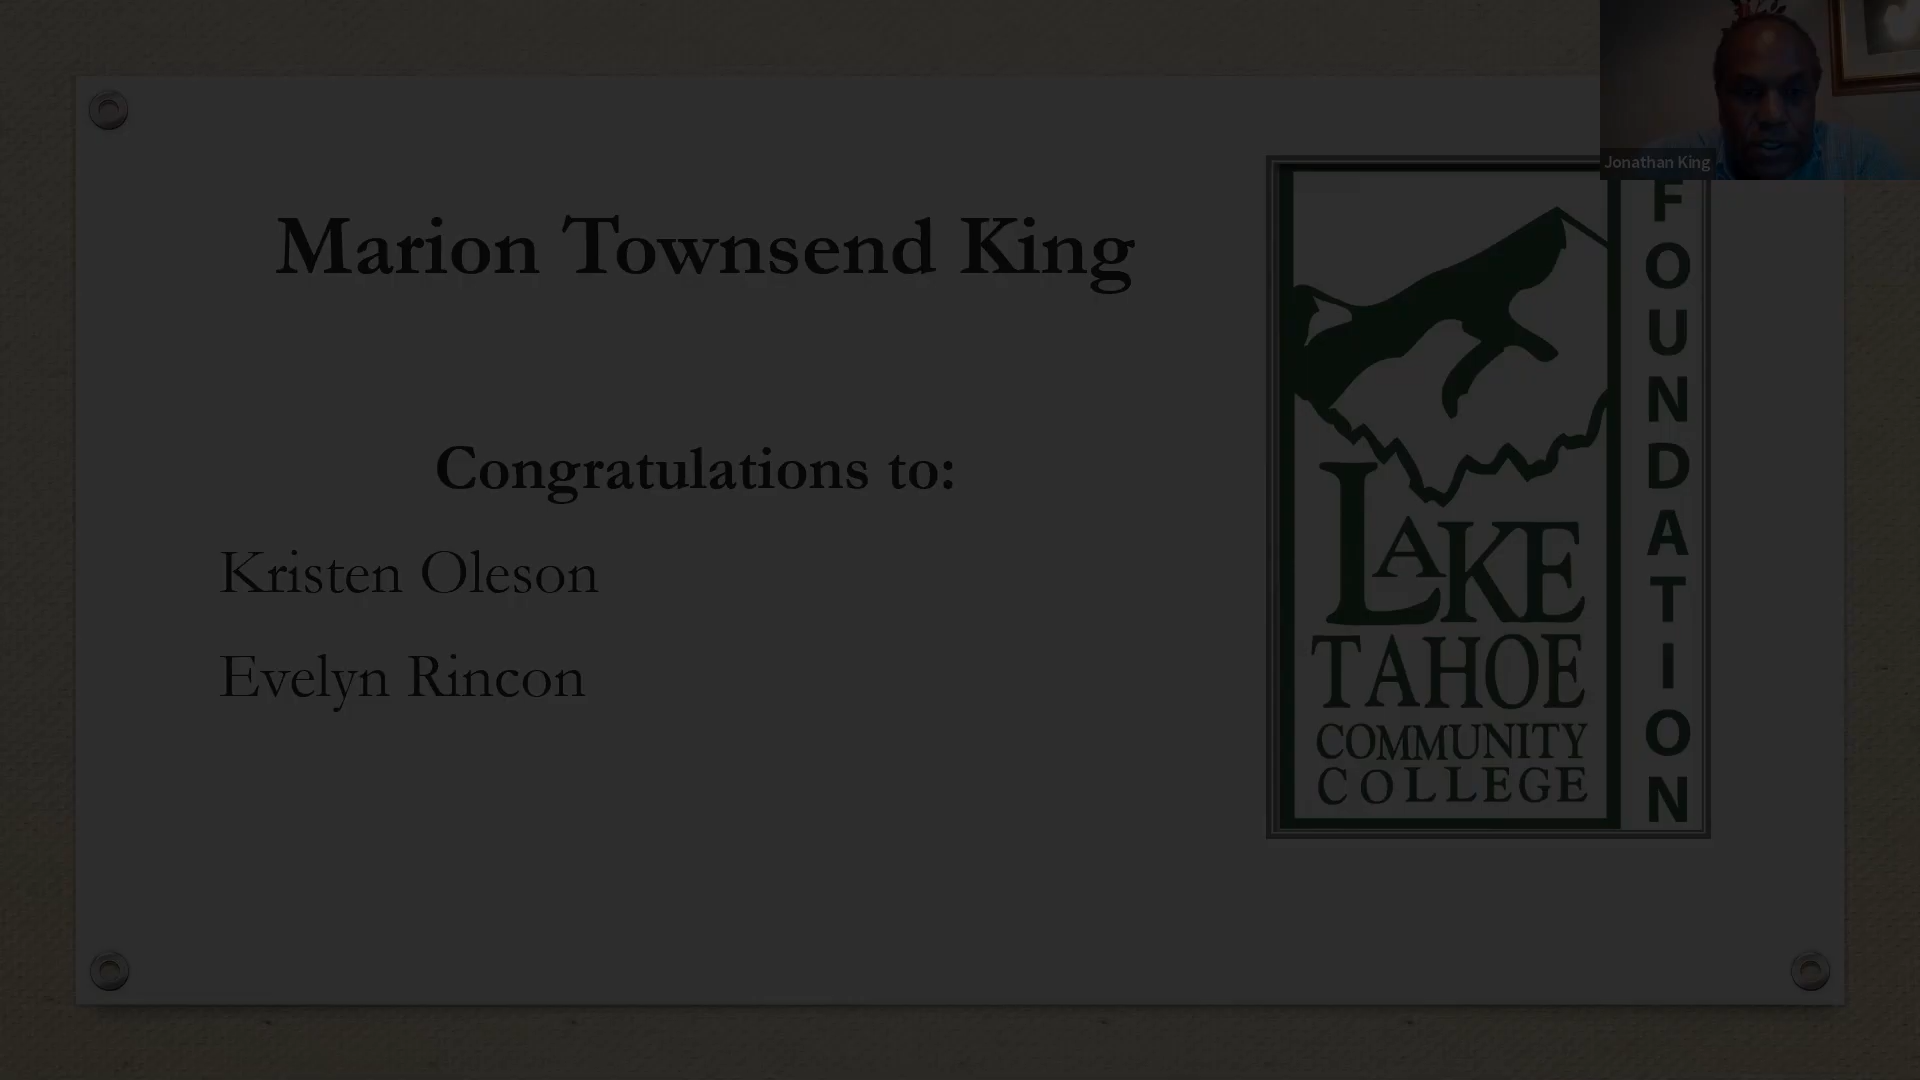 Jonathan King
Marion Townsend King
Congratulations to:
Kristen Oleson
Evelyn Rincon
LAKE
TAHOE
COMMUNITY
COLLEGE
FOUNDATION